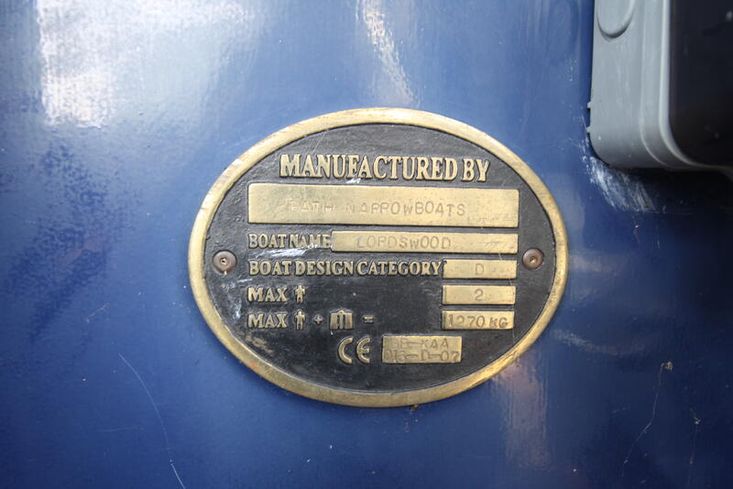 MANUFACTURED BY
NARROWBOATS
BOAT NAME LORDSWOOD
BOAT DESIGN CATEGORY D
MAX 2
MAX + = 1270 KG
CE